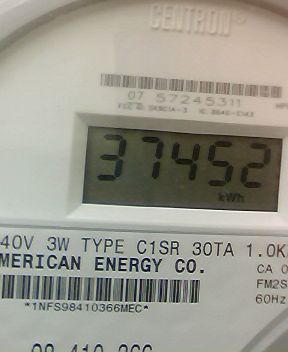 CENTRON®
07 57245311
37452
kWh
40V 3W TYPE C1SR 30TA 1.0K
MERICAN ENERGY CO.
CA 0
FM2S
*1NFS98410366MEC*
60Hz